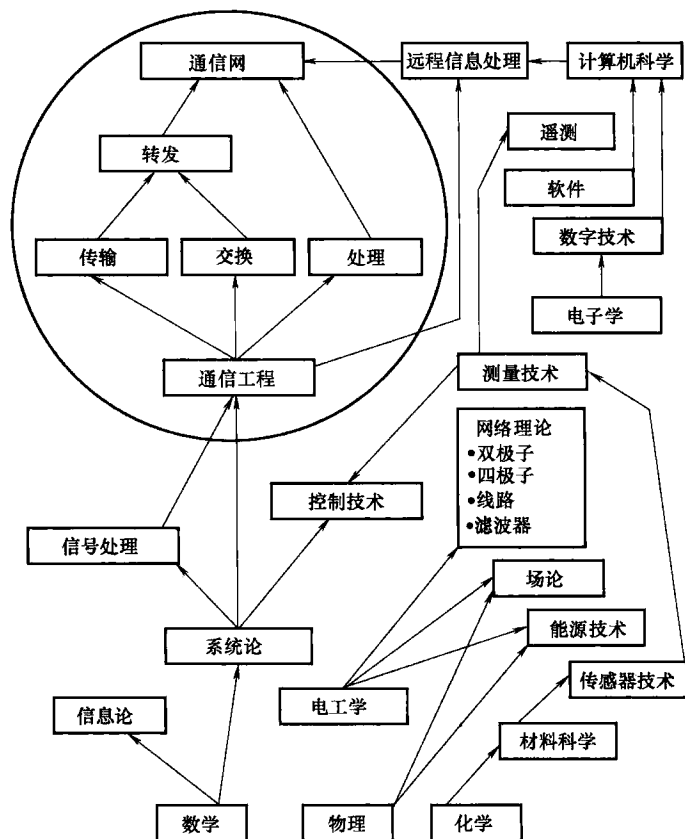 通信网
远程信息处理
计算机科学
遥测
转发
软件
数字技术
传输
交换
处理
电子学
通信工程
测量技术
网络理论
•双极子
•四极子
•线路
•滤波器
控制技术
信号处理
场论
能源技术
系统论
传感器技术
电工学
信息论
材料科学
数学
物理
化学